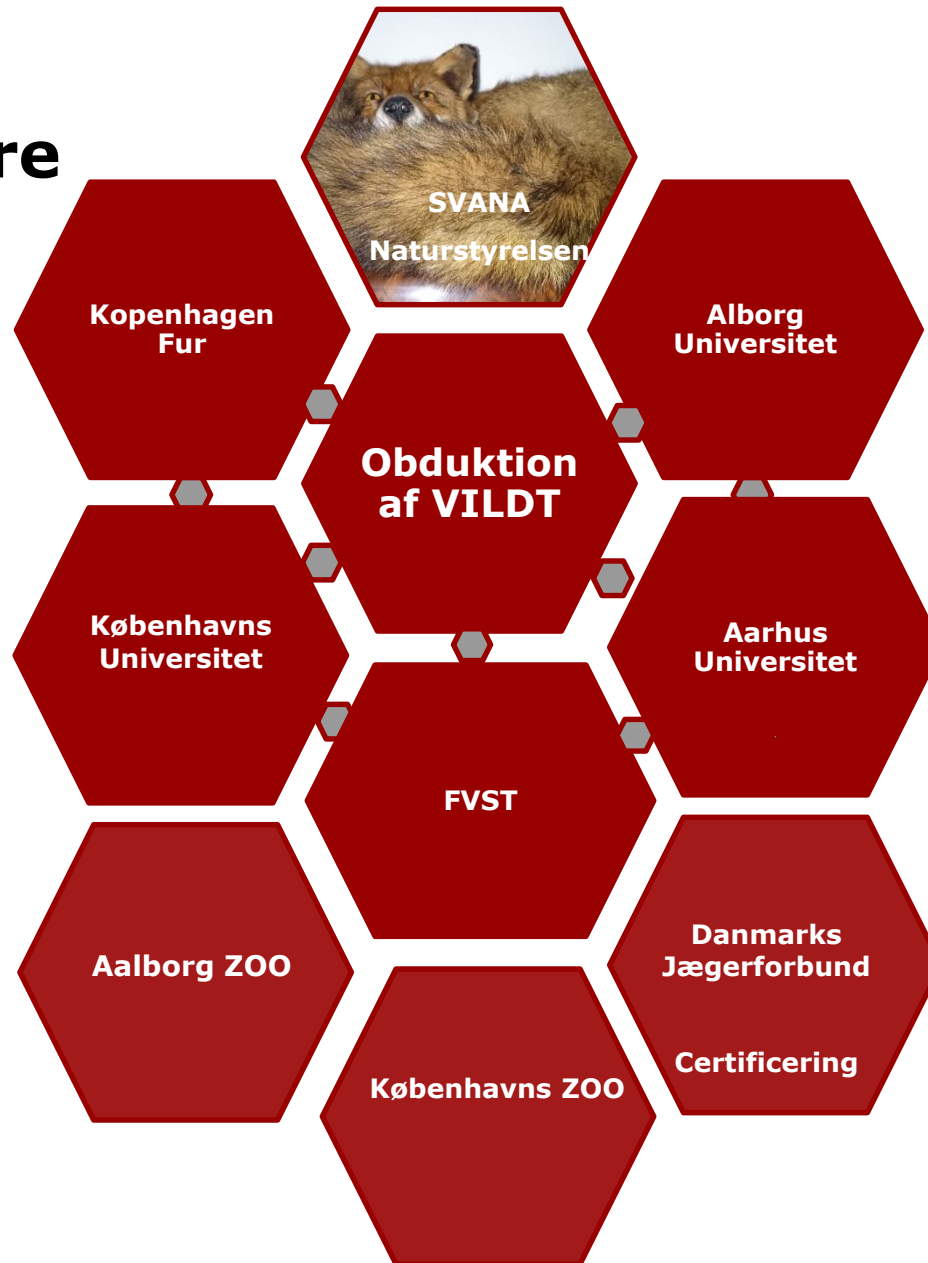 re
SVANA
Naturstyrelsen
Kopenhagen
Fur
Alborg
Universitet
Obduktion
af VILDT
Københavns
Universitet
Aarhus
Universitet
FVST
Aalborg ZOO
Danmarks
Jægerforbund
Certificering
Københavns ZOO